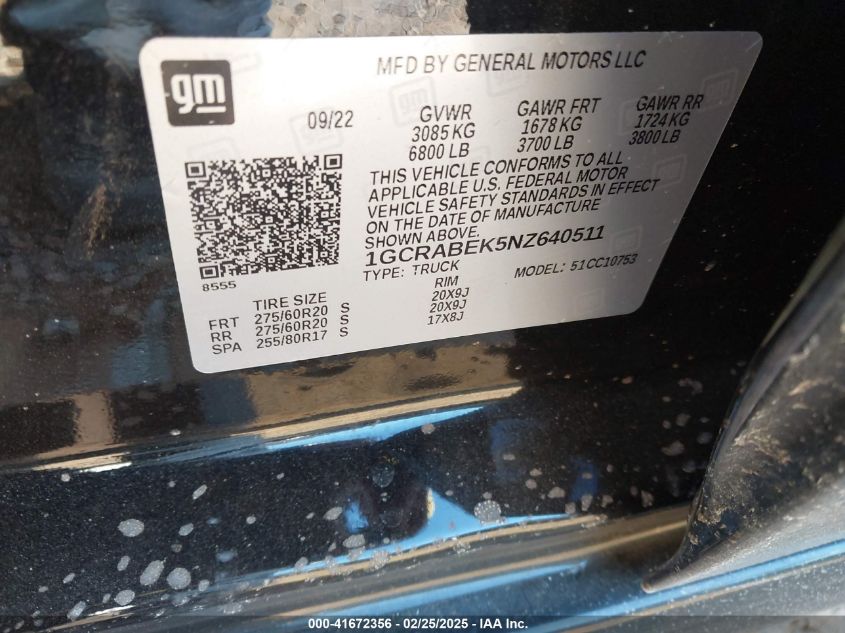 gm
MFD BY GENERAL MOTORS LLC
09/22
GVWR GAWR FRT GAWR RR
3085 KG 1678 KG 1724 KG
6800 LB 3700 LB 3800 LB
THIS VEHICLE CONFORMS TO ALL
APPLICABLE U.S. FEDERAL MOTOR
VEHICLE SAFETY STANDARDS IN EFFECT
ON THE DATE OF MANUFACTURE
SHOWN ABOVE.
1GCRABEK5NZ640511
TYPE: TRUCK MODEL: 51CC10753
8555
TIRE SIZE RIM
FRT 275/60R20 S 20X9J
RR 275/60R20 S 20X9J
SPA 255/80R17 S 17X8J
000-41672356 - 02/25/2025 - IAA Inc.